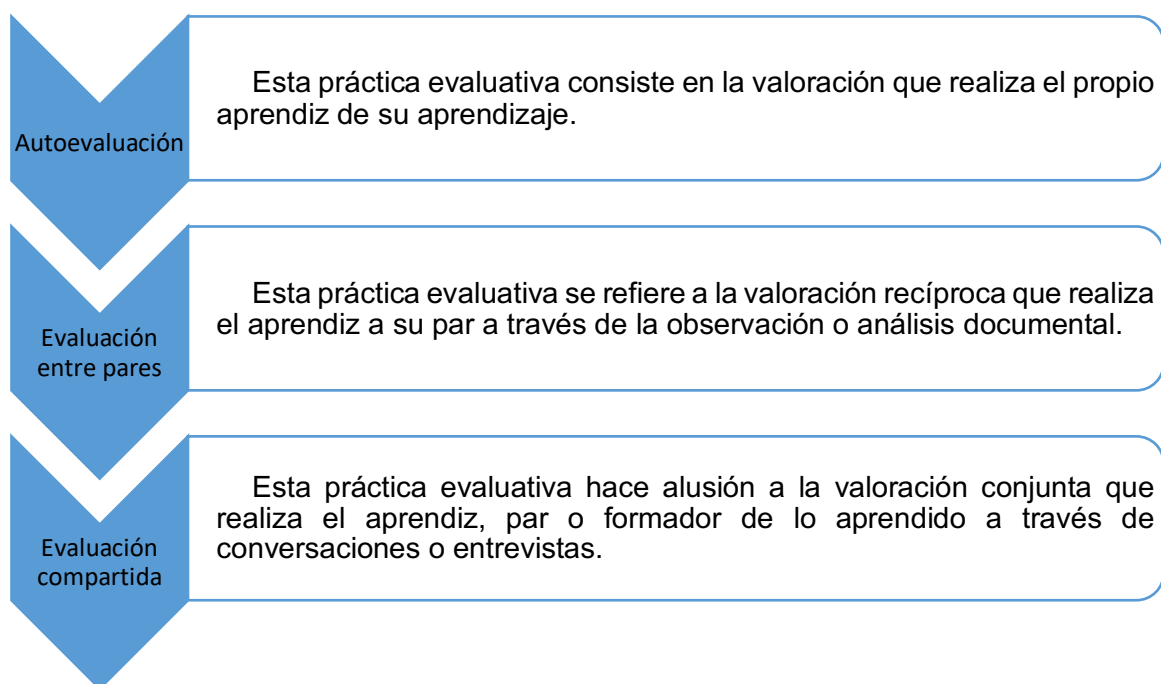 Autoevaluación
Esta práctica evaluativa consiste en la valoración que realiza el propio
aprendiz de su aprendizaje.
Evaluación
entre pares
Esta práctica evaluativa se refiere a la valoración recíproca que realiza
el aprendiz a su par a través de la observación o análisis documental.
Evaluación
compartida
Esta práctica evaluativa hace alusión a la valoración conjunta que
realiza el aprendiz, par o formador de lo aprendido a través de
conversaciones o entrevistas.